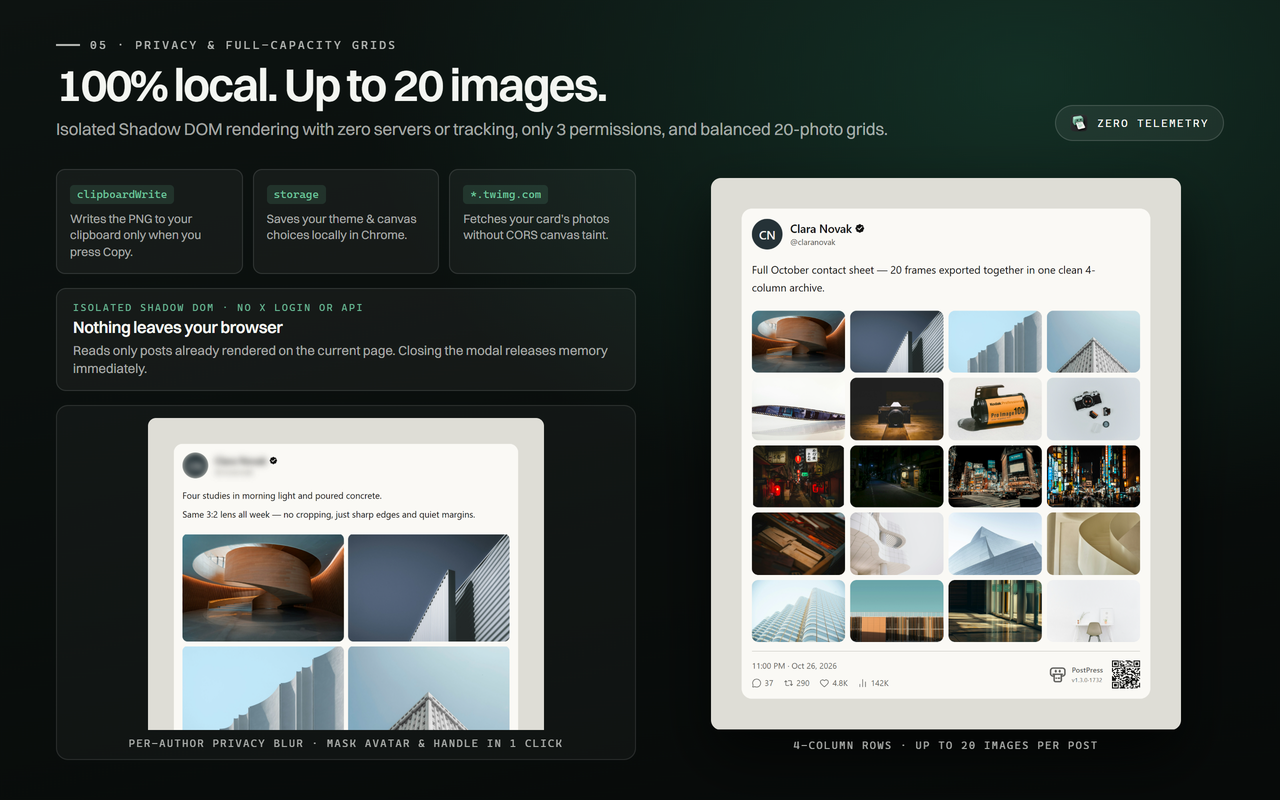 05 · PRIVACY & FULL-CAPACITY GRIDS
100% local. Up to 20 images.
Isolated Shadow DOM rendering with zero servers or tracking, only 3 permissions, and balanced 20-photo grids.
ZERO TELEMETRY
clipboardWrite
Writes the PNG to your
clipboard only when you
press Copy.
storage
Saves your theme & canvas
choices locally in Chrome.
*.twimg.com
Fetches your card's photos
without CORS canvas taint.
ISOLATED SHADOW DOM · NO X LOGIN OR API
Nothing leaves your browser
Reads only posts already rendered on the current page. Closing the modal releases memory
immediately.
Four studies in morning light and poured concrete.
Same 3:2 lens all week — no cropping, just sharp edges and quiet margins.
PER-AUTHOR PRIVACY BLUR · MASK AVATAR & HANDLE IN 1 CLICK
CN
Clara Novak
@claranovak
Full October contact sheet — 20 frames exported together in one clean 4-
column archive.
Pro Image 100
11:00 PM · Oct 26, 2026
37 290 4.8K 142K
PostPress
v1.3.0-1732
4-COLUMN ROWS · UP TO 20 IMAGES PER POST